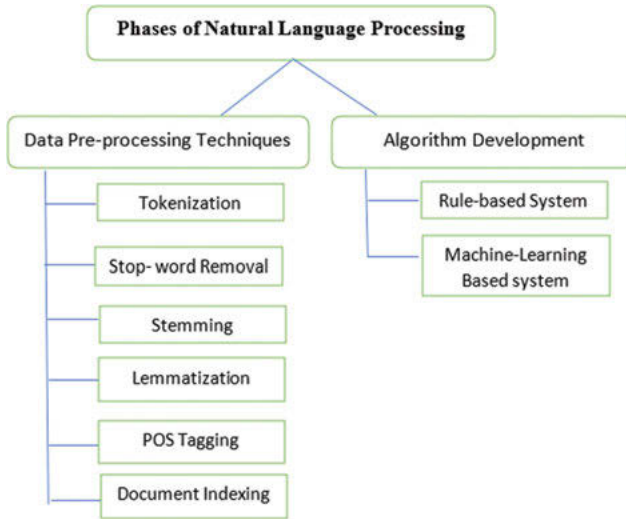 Phases of Natural Language Processing
Data Pre-processing Techniques
Tokenization
Stop- word Removal
Stemming
Lemmatization
POS Tagging
Document Indexing
Algorithm Development
Rule-based System
Machine-Learning
Based system